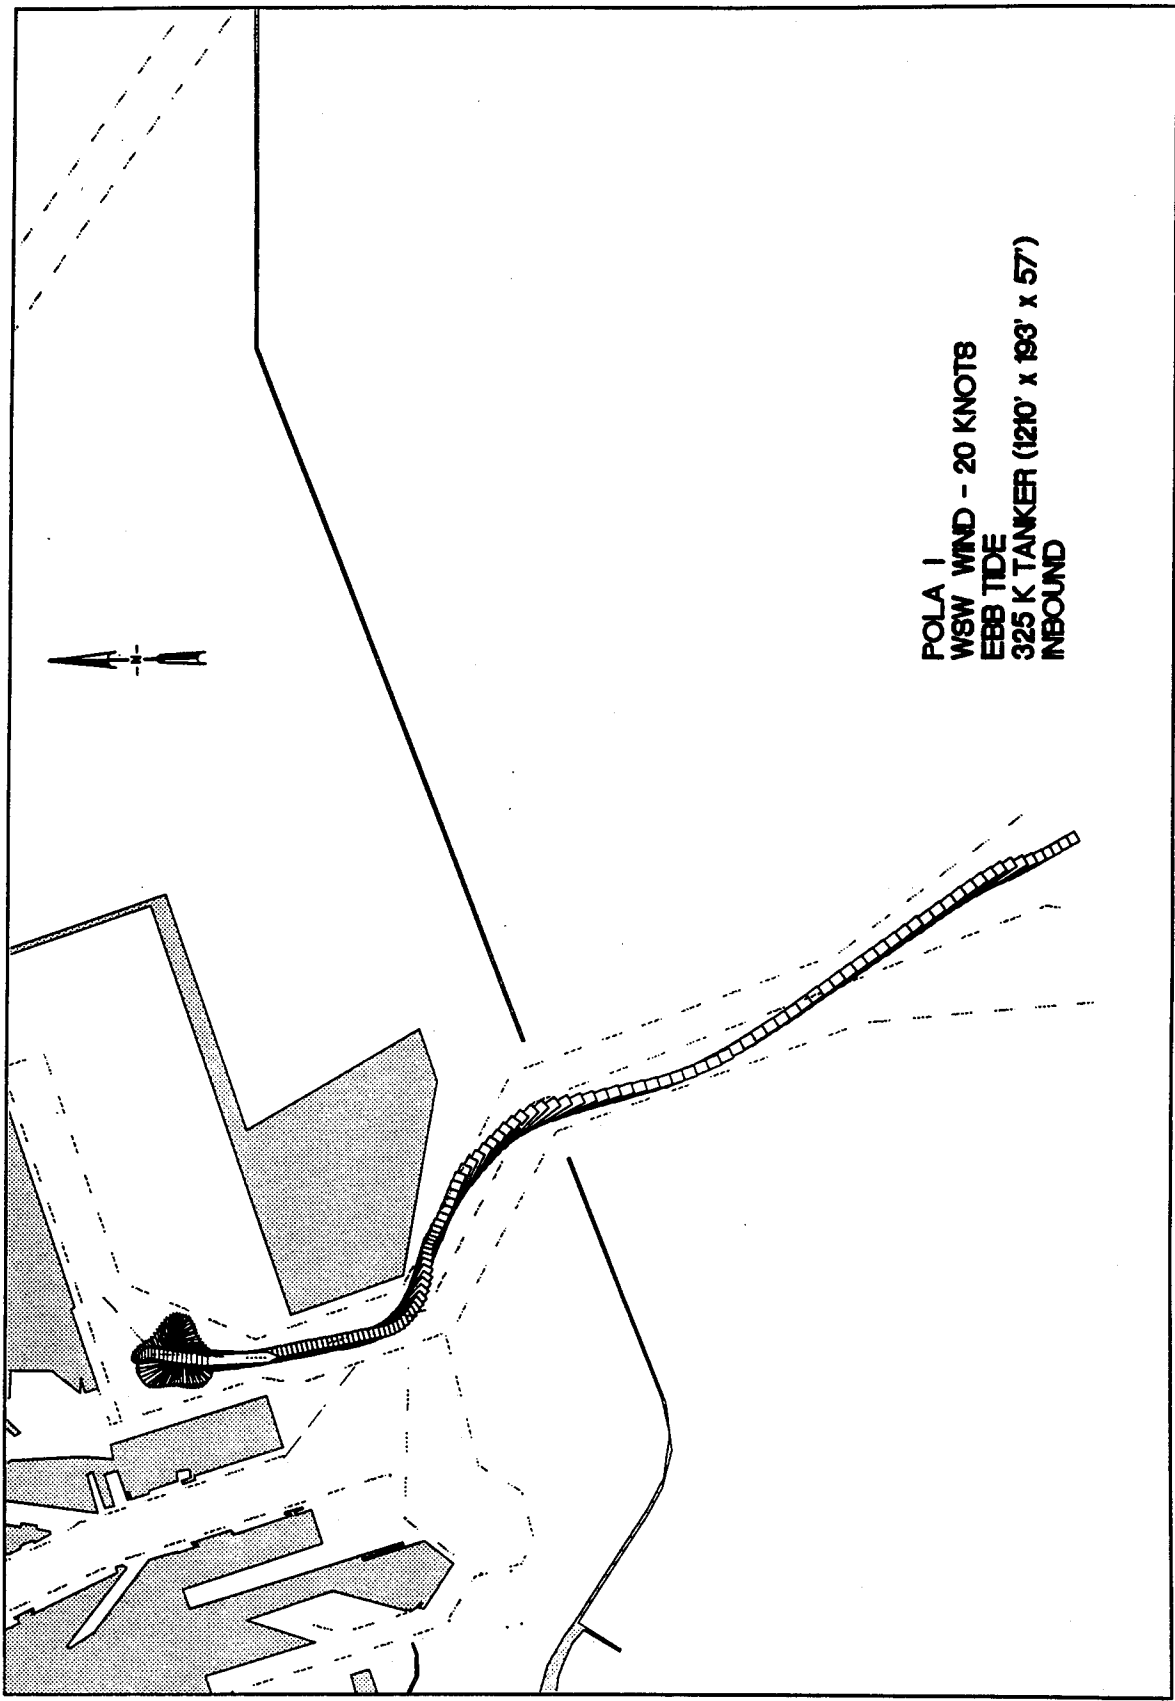 N
POLA I
WSW WIND - 20 KNOTS
EBB TIDE
325 K TANKER (1210' x 193' x 57')
INBOUND